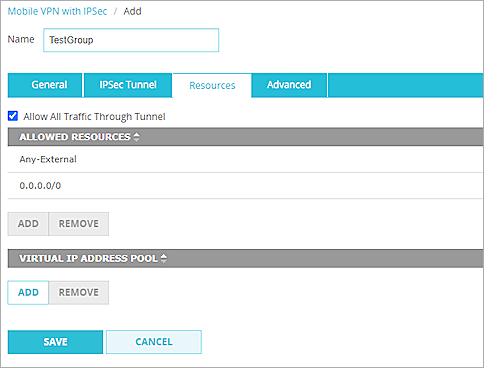 Mobile VPN with IPSec / Add
Name TestGroup
General IPSec Tunnel Resources Advanced
Allow All Traffic Through Tunnel
ALLOWED RESOURCES
Any-External
0.0.0.0/0
ADD REMOVE
VIRTUAL IP ADDRESS POOL
ADD REMOVE
SAVE CANCEL